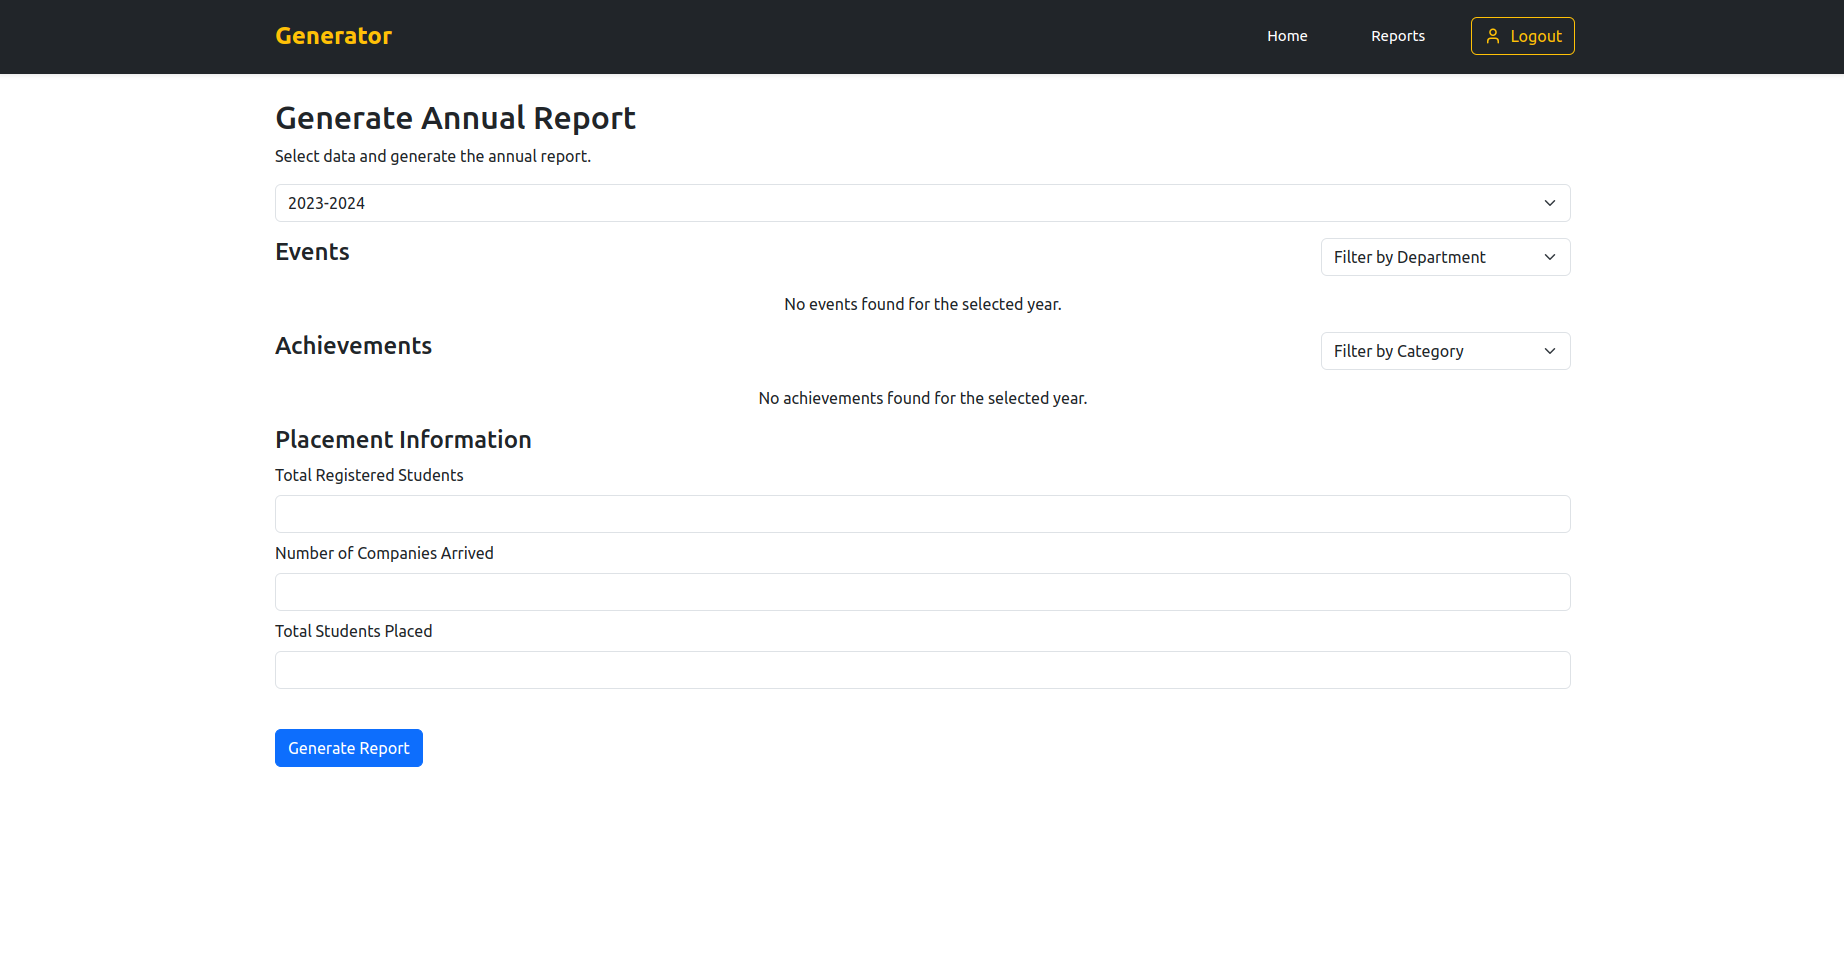 Generator
Home
Reports
Logout
Generate Annual Report
Select data and generate the annual report.
2023-2024
Events
Filter by Department
No events found for the selected year.
Achievements
Filter by Category
No achievements found for the selected year.
Placement Information
Total Registered Students
Number of Companies Arrived
Total Students Placed
Generate Report